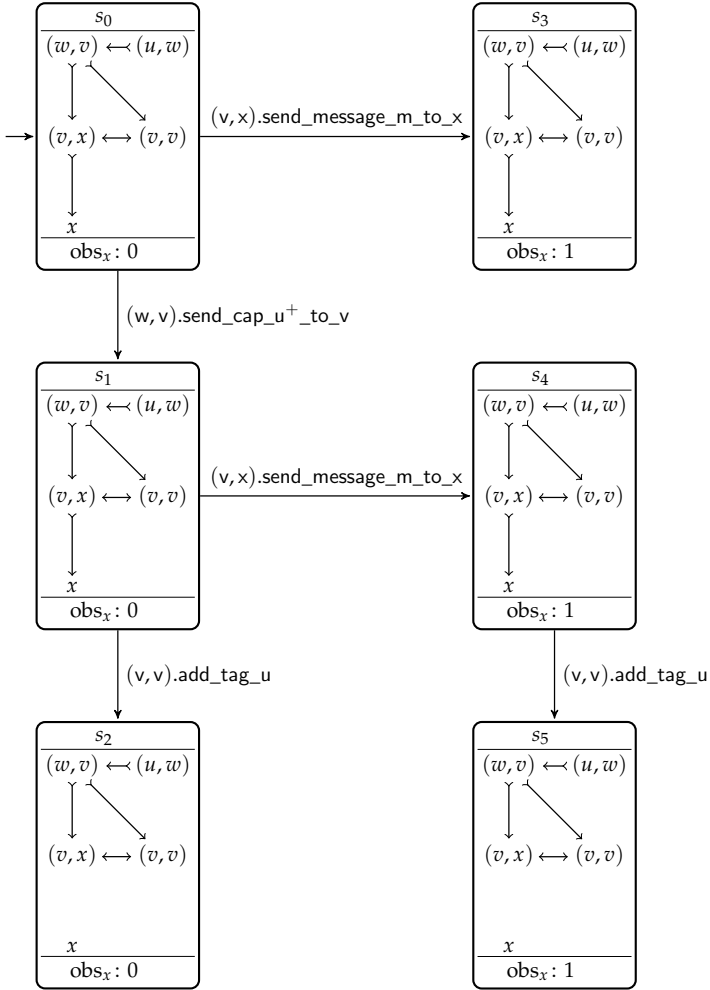 s₀
(w, v) ↢ (u, w)
(v, x) ↔ (v, v)
x
obsₓ: 0
(v, x).send_message_m_to_x
s₃
(w, v) ↢ (u, w)
(v, x) ↔ (v, v)
x
obsₓ: 1
(w, v).send_cap_u⁺_to_v
s₁
(w, v) ↢ (u, w)
(v, x) ↔ (v, v)
x
obsₓ: 0
(v, x).send_message_m_to_x
s₄
(w, v) ↢ (u, w)
(v, x) ↔ (v, v)
x
obsₓ: 1
(v, v).add_tag_u
(v, v).add_tag_u
s₂
(w, v) ↢ (u, w)
(v, x) ↔ (v, v)
x
obsₓ: 0
s₅
(w, v) ↢ (u, w)
(v, x) ↔ (v, v)
x
obsₓ: 1